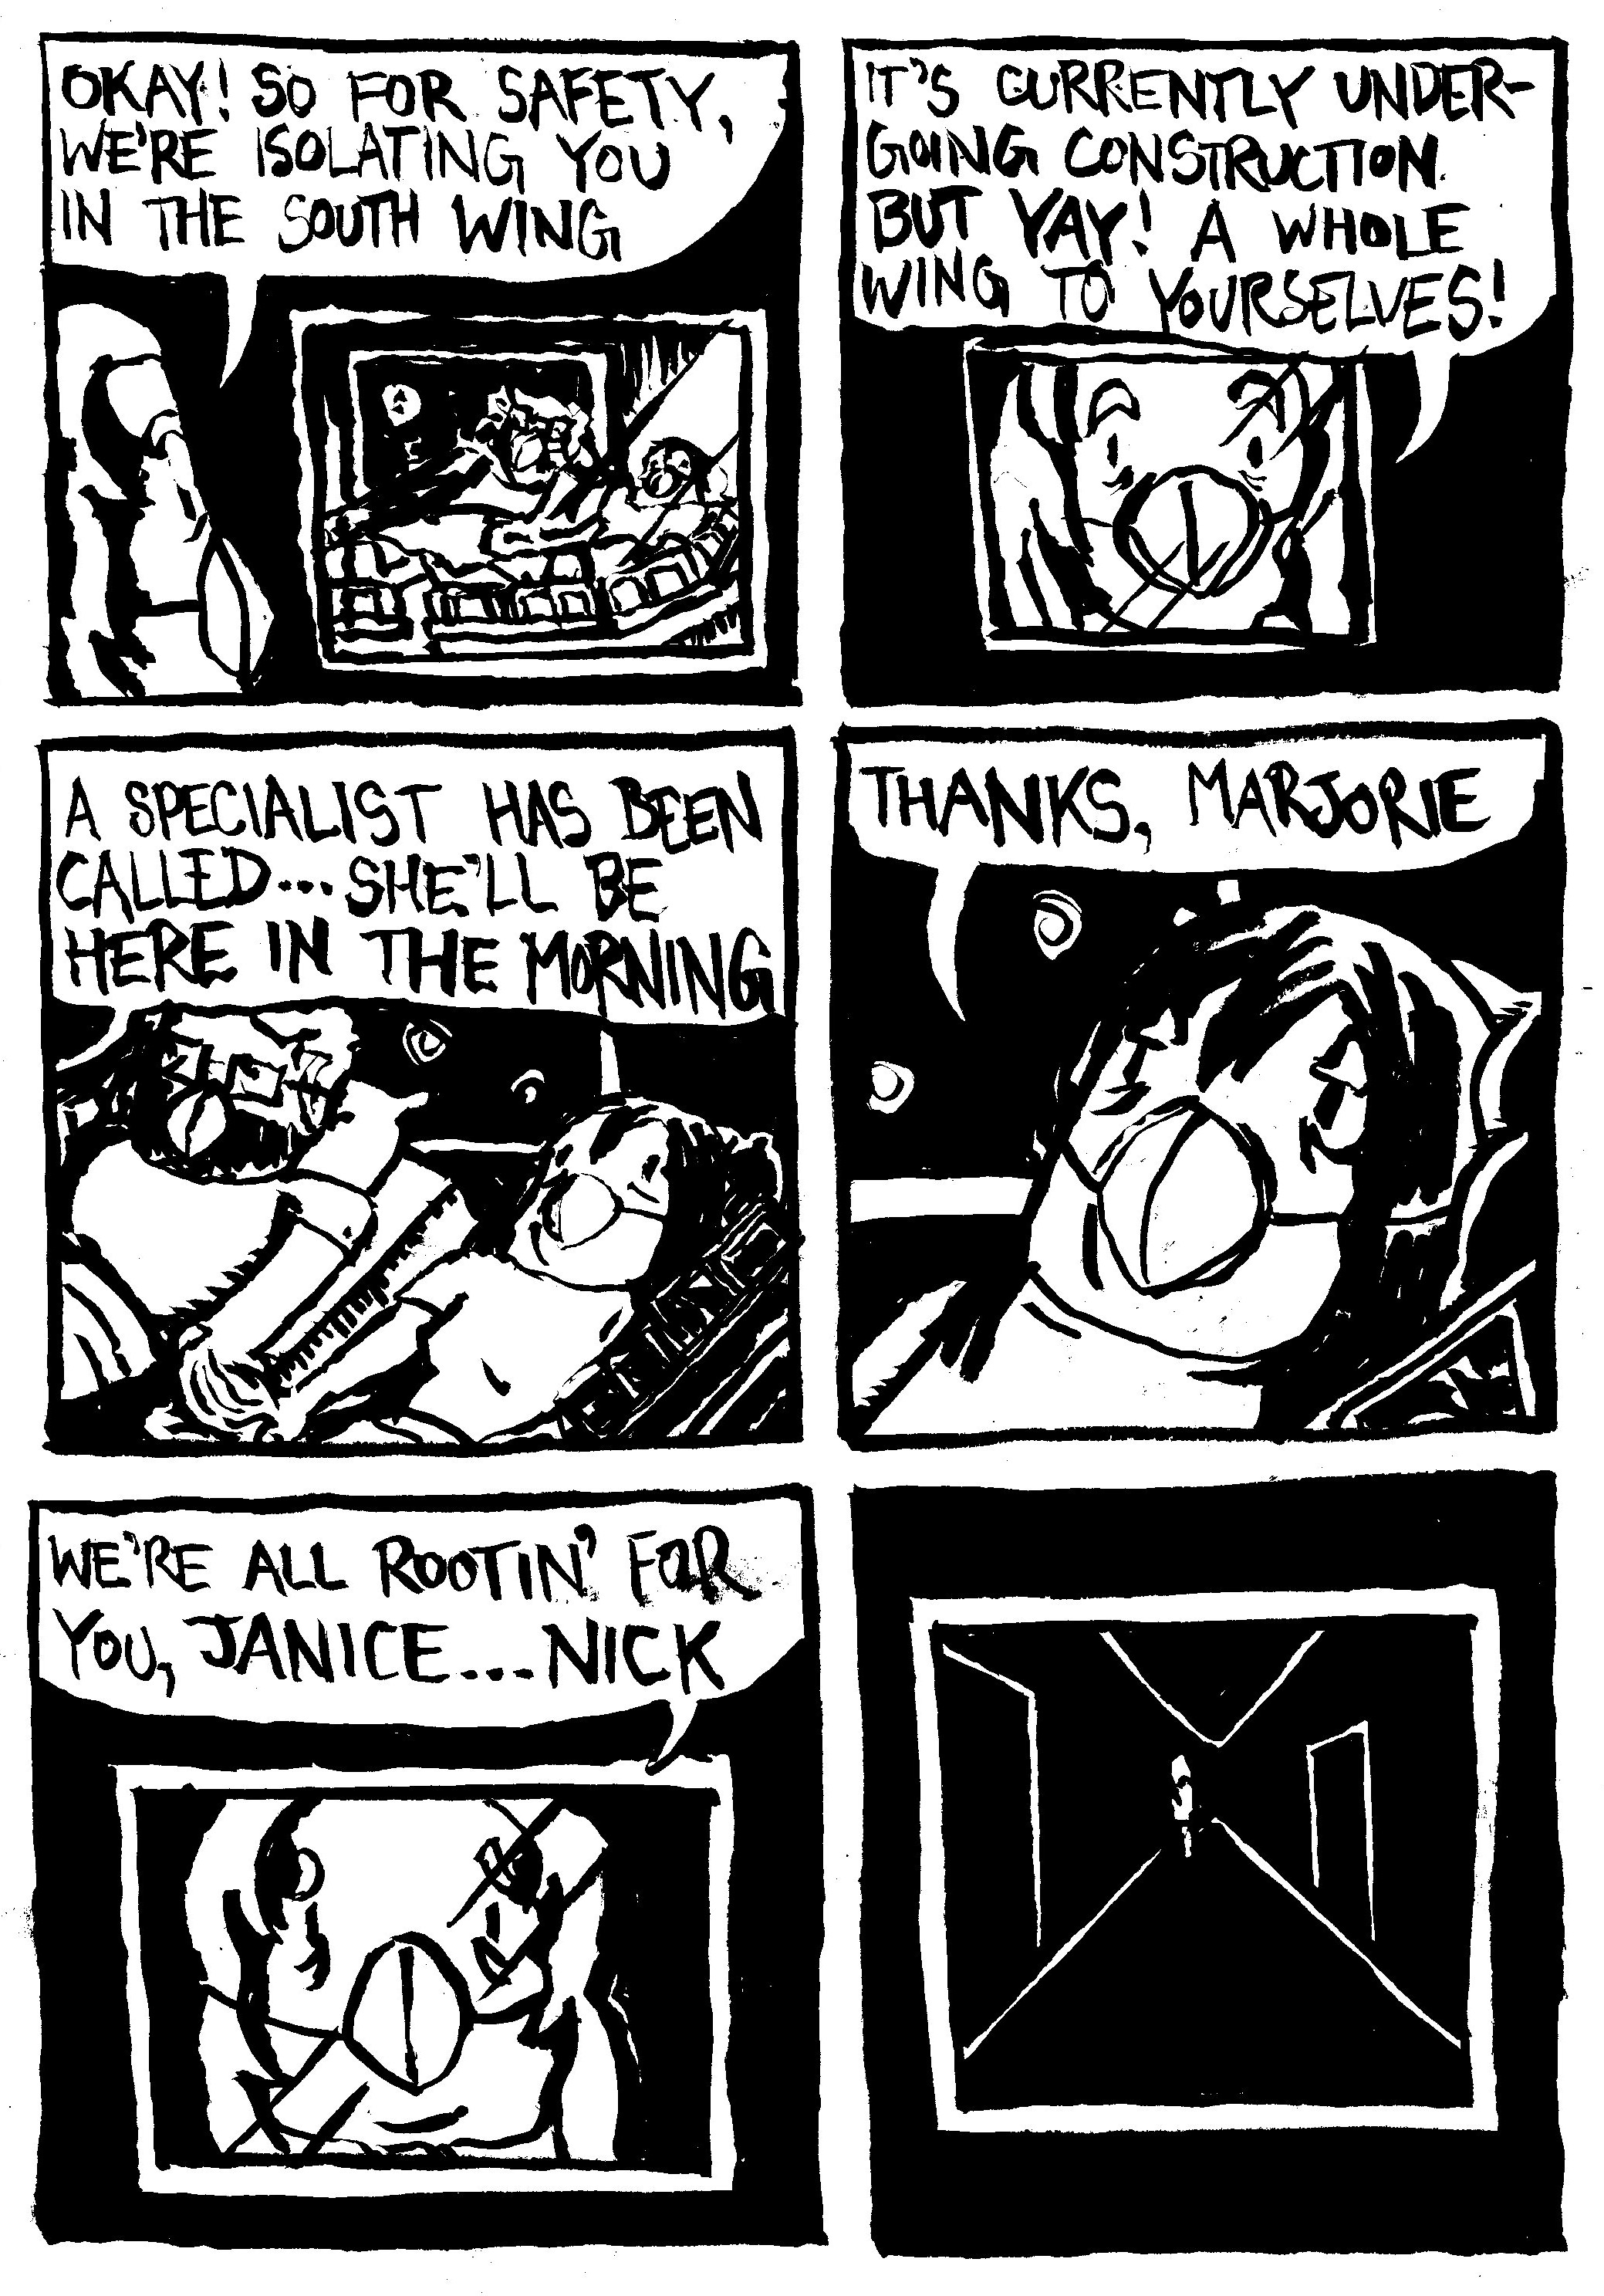 OKAY! SO FOR SAFETY,
WE'RE ISOLATING YOU
IN THE SOUTH WING
IT'S CURRENTLY UNDER-
GOING CONSTRUCTION.
BUT YAY! A WHOLE
WING TO YOURSELVES!
A SPECIALIST HAS BEEN
CALLED...SHE'LL BE
HERE IN THE MORNING
THANKS, MARJORIE
WE'RE ALL ROOTIN' FOR
YOU, JANICE...NICK